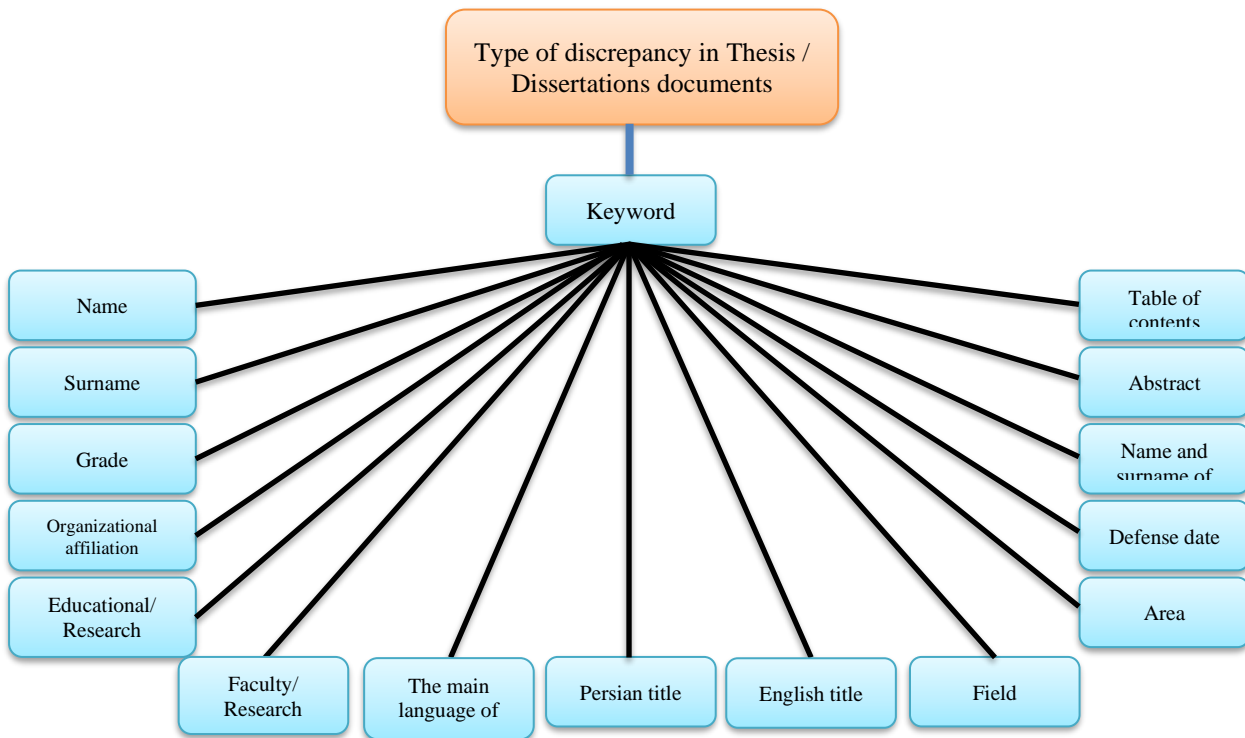 Type of discrepancy in Thesis /
Dissertations documents
Keyword
Name
Surname
Grade
Organizational
affiliation
Educational/
Research
Faculty/
Research
The main
language of
Persian title
English title
Field
Table of
contents
Abstract
Name and
surname of
Defense date
Area